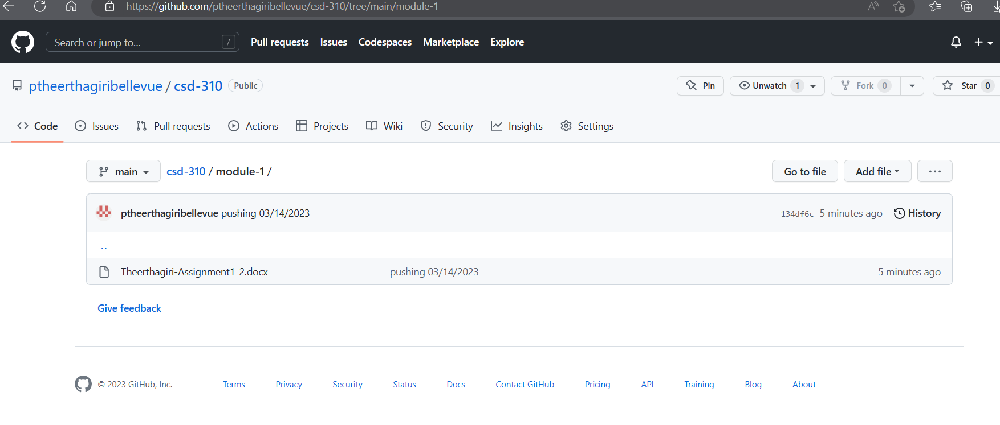 https://github.com/ptheerthagiribellevue/csd-310/tree/main/module-1
Search or jump to... / Pull requests Issues Codespaces Marketplace Explore
ptheerthagiribellevue / csd-310 Public Pin Unwatch 1 Fork 0 Star 0
Code Issues Pull requests Actions Projects Wiki Security Insights Settings
main csd-310 / module-1 / Go to file Add file ...
ptheerthagiribellevue pushing 03/14/2023 134df6c 5 minutes ago History
..
Theerthagiri-Assignment1_2.docx pushing 03/14/2023 5 minutes ago
Give feedback
© 2023 GitHub, Inc. Terms Privacy Security Status Docs Contact GitHub Pricing API Training Blog About